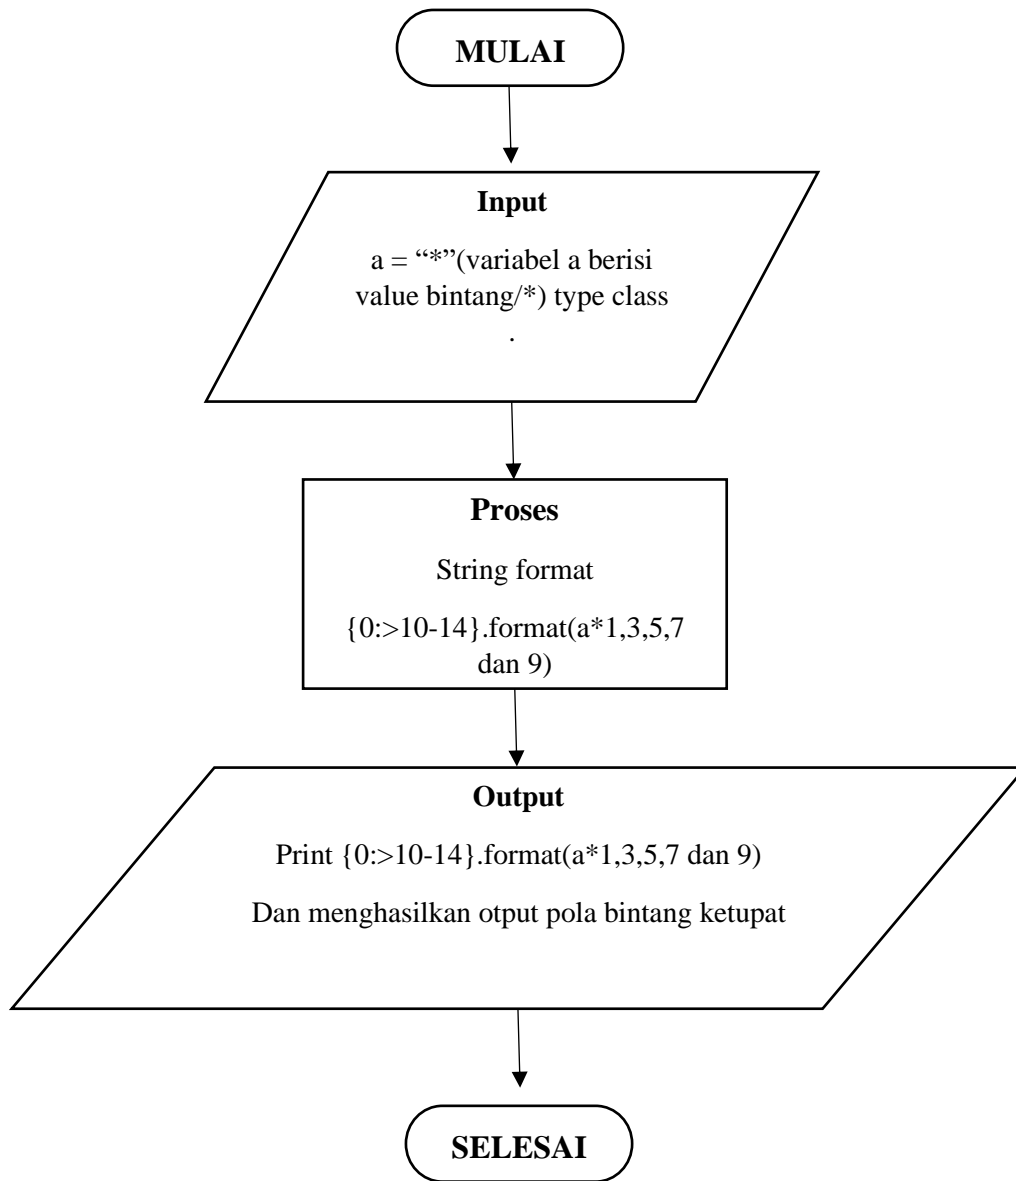 MULAI
Input
a = “*”(variabel a berisi
value bintang/*) type class
.
Proses
String format
{0:>10-14}.format(a*1,3,5,7
dan 9)
Output
Print {0:>10-14}.format(a*1,3,5,7 dan 9)
Dan menghasilkan otput pola bintang ketupat
SELESAI